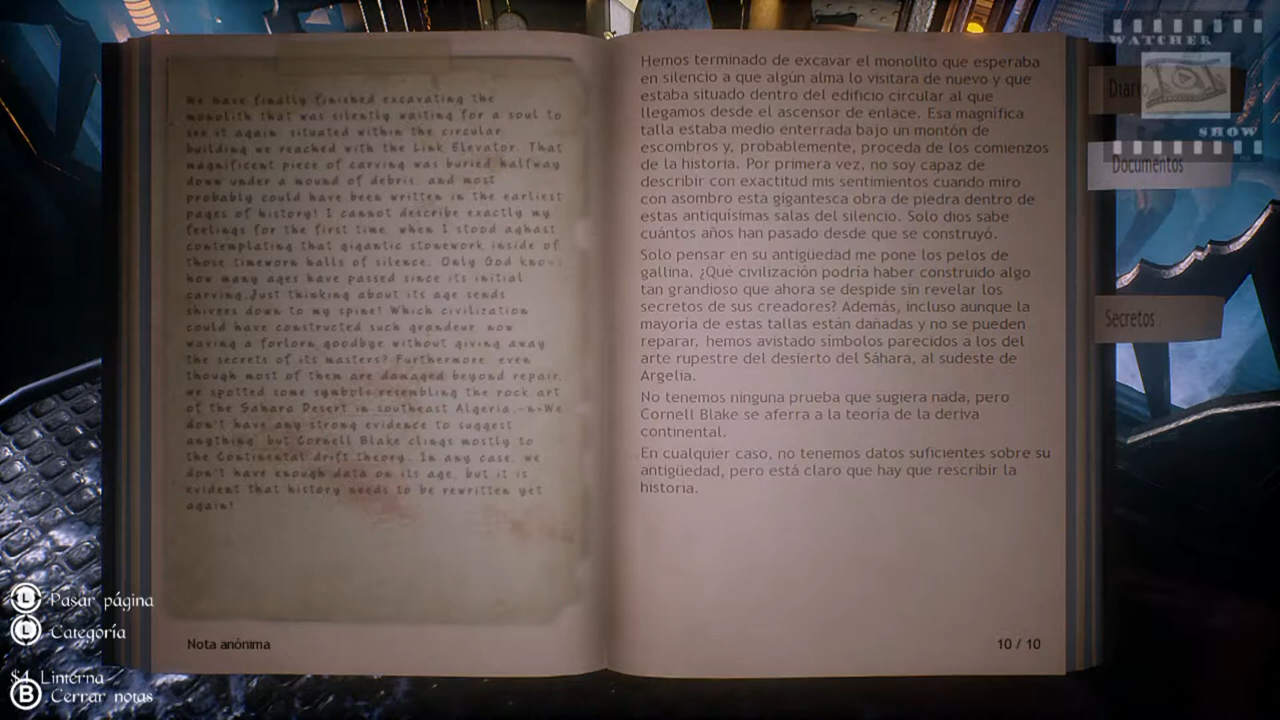 We have finally finished excavating the
monolith that was silently waiting for a soul to
see it again, situated within the circular
building we reached with the Link Elevator. That
magnificent piece of carving was buried halfway
down under a mound of debris, and most
probably could have been written in the earliest
pages of history! I cannot describe exactly my
feelings for the first time, when I stood aghast
contemplating that gigantic stonework inside of
those timeworn halls of silence. Only God knows
how many ages have passed since its initial
carving.Just thinking about its age sends
shivers down to my spine! Which civilization
could have constructed such grandeur, now
waving a forlorn goodbye without giving away
the secrets of its masters? Furthermore, even
though most of them are damaged beyond repair,
we spotted some symbols resembling the rock art
of the Sahara Desert in southeast Algeria.-n-We
don't have any strong evidence to suggest
anything, but Cornell Blake clings mostly to
the Continental drift theory. In any case, we
don't have enough data on its age, but it is
evident that history needs to be rewritten yet
again!
Nota anónima
Hemos terminado de excavar el monolito que esperaba
en silencio a que algún alma lo visitara de nuevo y que
estaba situado dentro del edificio circular al que
llegamos desde el ascensor de enlace. Esa magnífica
talla estaba medio enterrada bajo un montón de
escombros y, probablemente, proceda de los comienzos
de la historia. Por primera vez, no soy capaz de
describir con exactitud mis sentimientos cuando miro
con asombro esta gigantesca obra de piedra dentro de
estas antiquísimas salas del silencio. Solo dios sabe
cuántos años han pasado desde que se construyó.
Solo pensar en su antigüedad me pone los pelos de
gallina. ¿Qué civilización podría haber construido algo
tan grandioso que ahora se despide sin revelar los
secretos de sus creadores? Además, incluso aunque la
mayoría de estas tallas están dañadas y no se pueden
reparar, hemos avistado símbolos parecidos a los del
arte rupestre del desierto del Sáhara, al sudeste de
Argelia.
No tenemos ninguna prueba que sugiera nada, pero
Cornell Blake se aferra a la teoría de la deriva
continental.
En cualquier caso, no tenemos datos suficientes sobre su
antigüedad, pero está claro que hay que rescribir la
historia.
10 / 10
WATCHER
SHOW
Diario
Documentos
Secretos
L Pasar página
L Categoría
$4 Linterna
B Cerrar notas